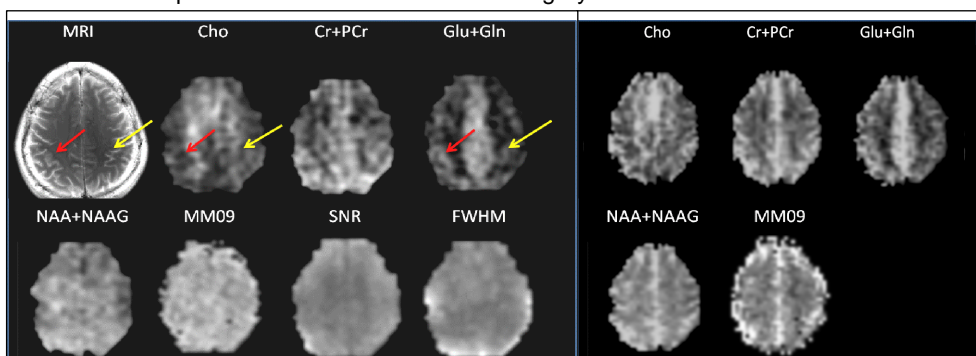 MRI Cho Cr+PCr Glu+Gln
NAA+NAAG MM09 SNR FWHM
Cho Cr+PCr Glu+Gln
NAA+NAAG MM09